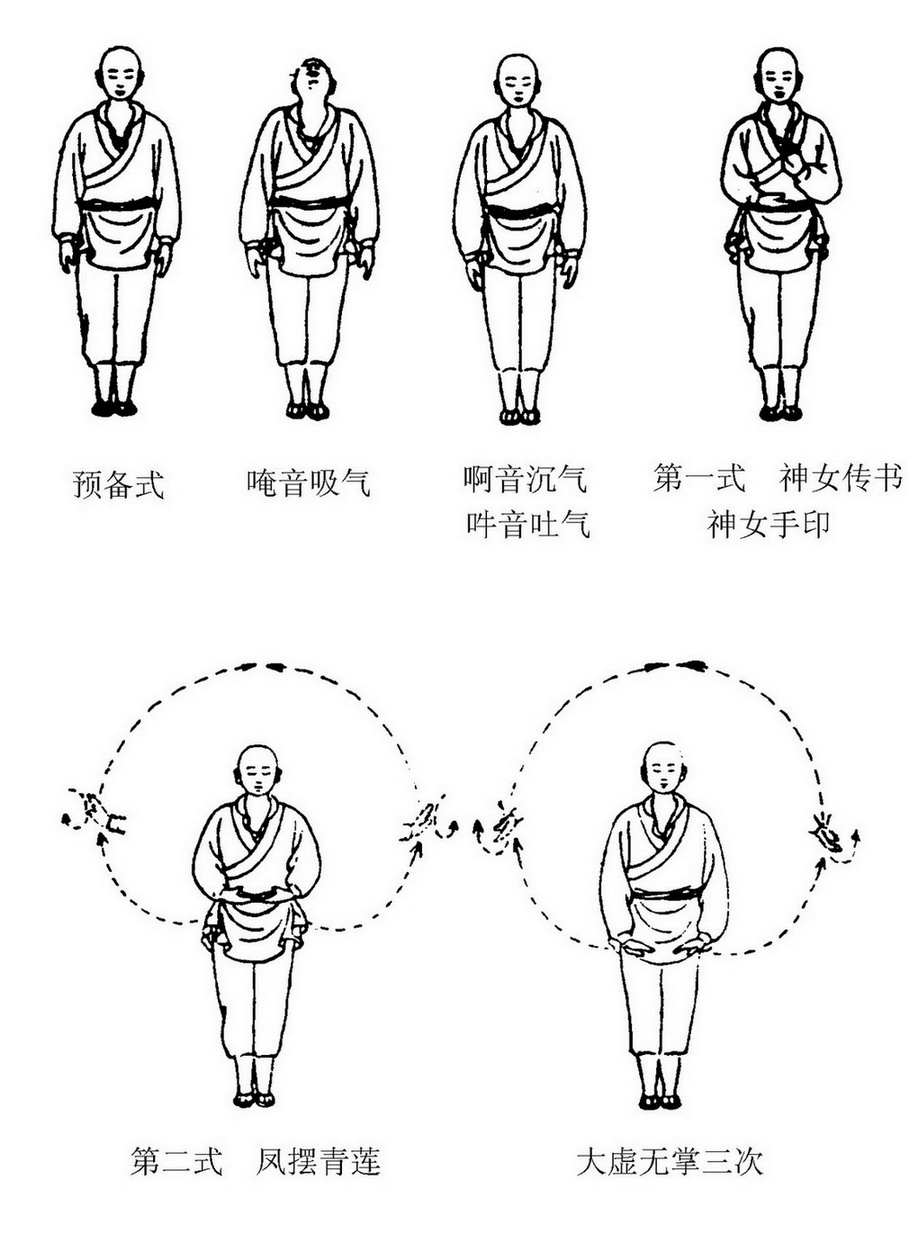 预备式
唵音吸气
啊音沉气
吽音吐气
第一式　神女传书
神女手印
第二式　凤摆青莲
大虚无掌三次